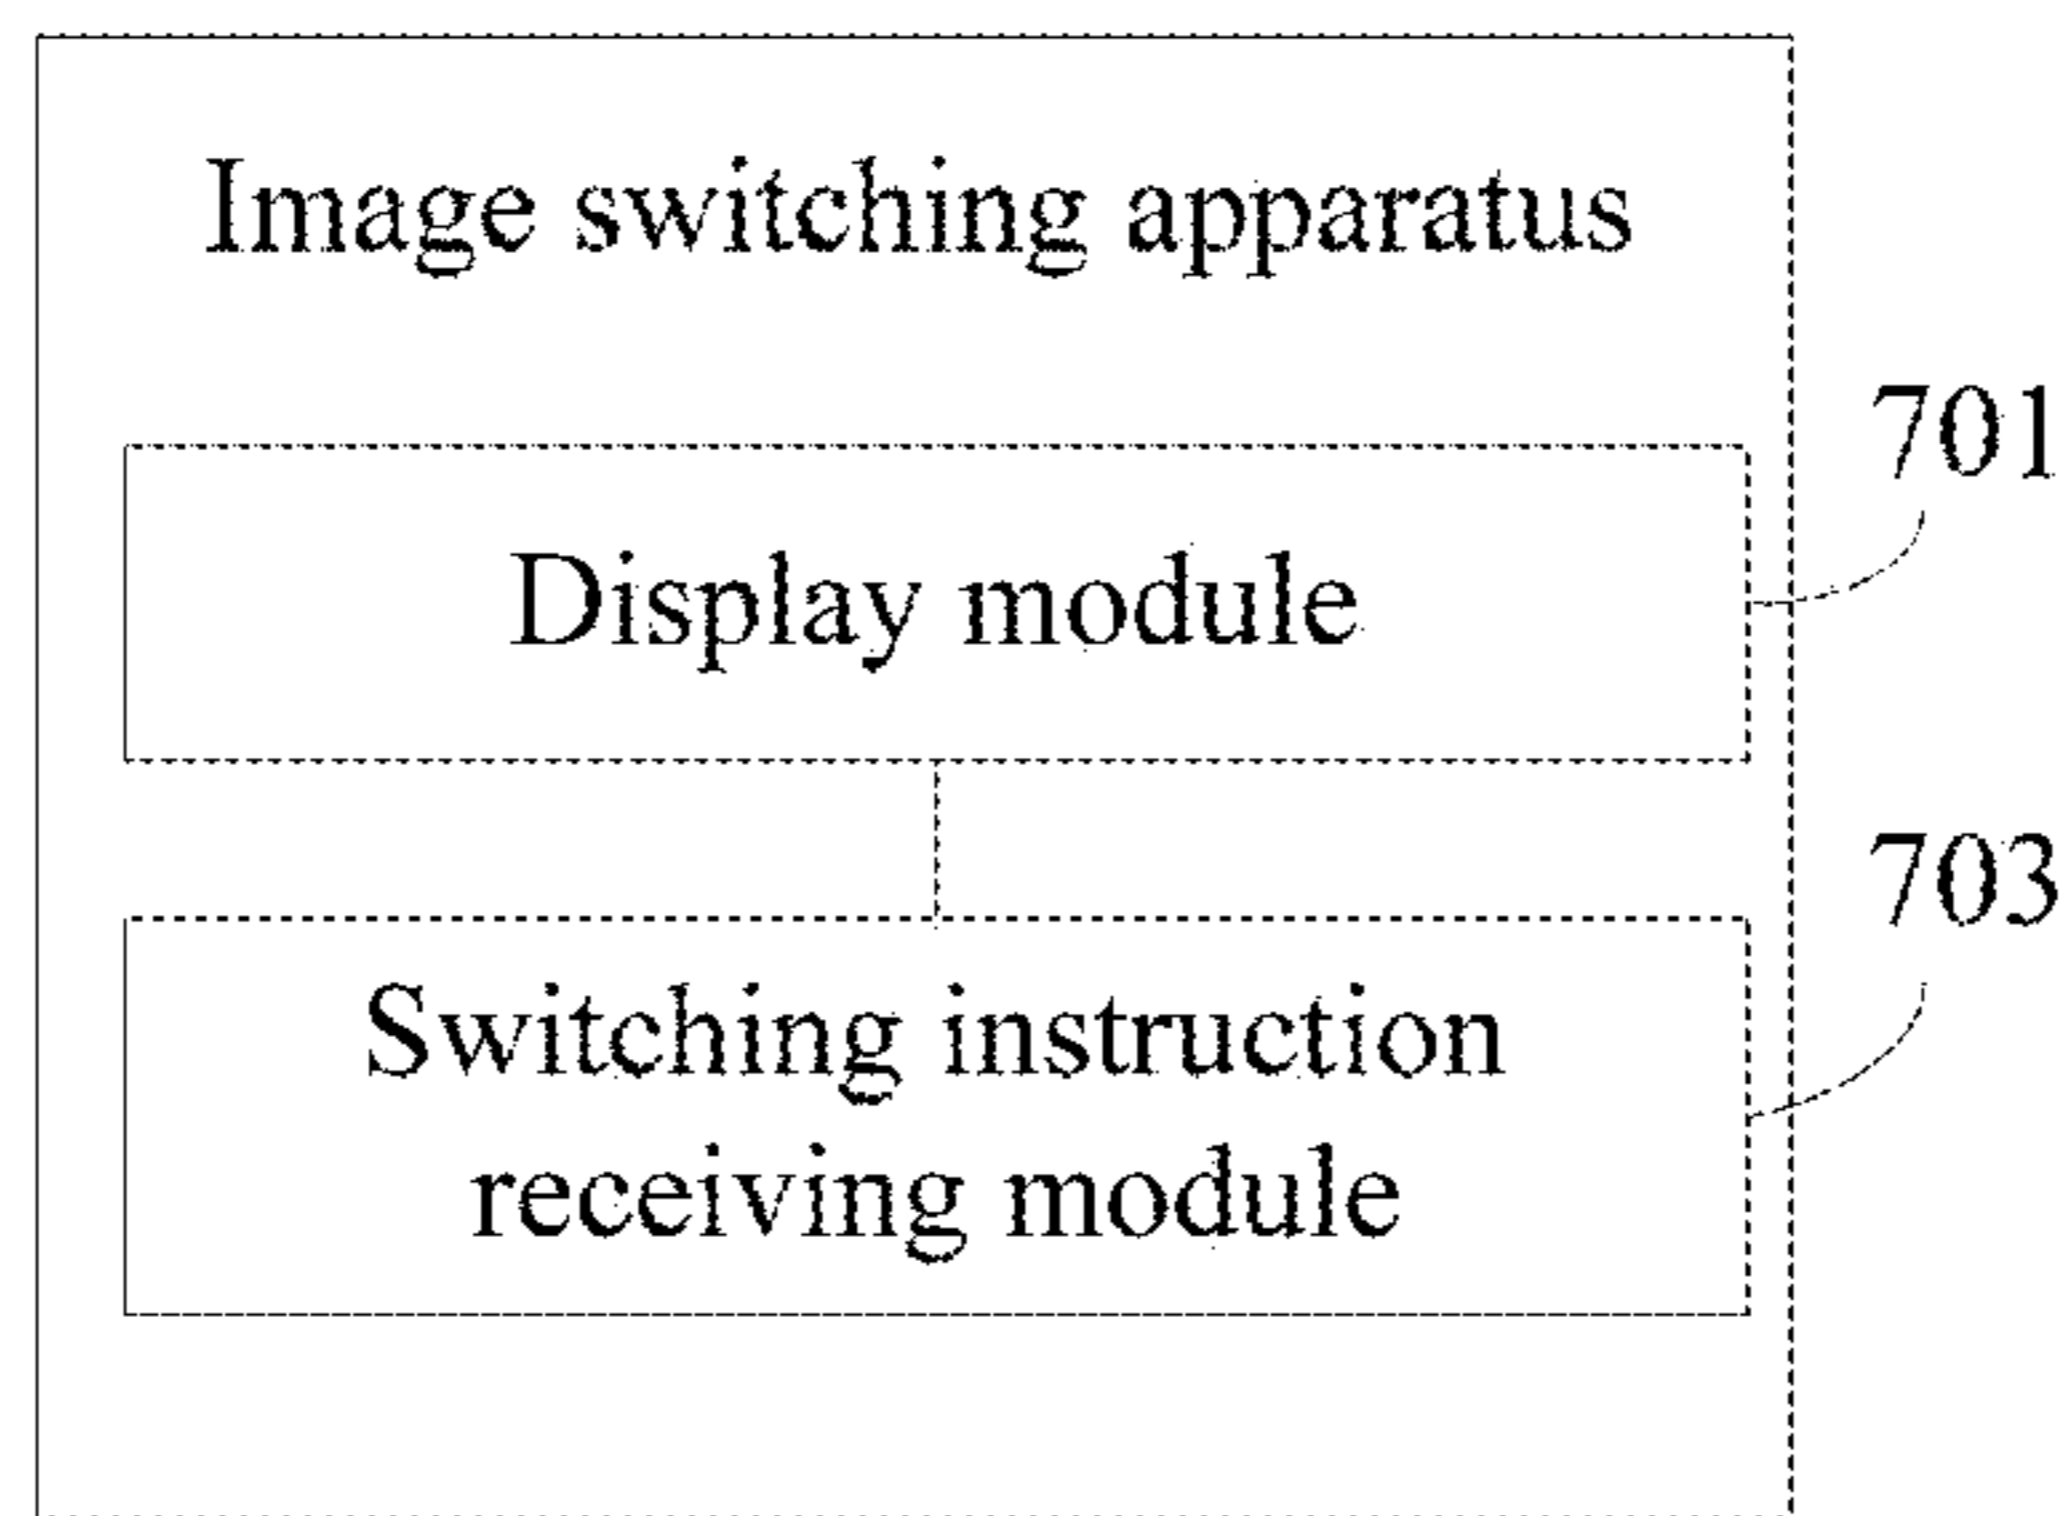 Image switching apparatus
701
Display module
703
Switching instruction
receiving module